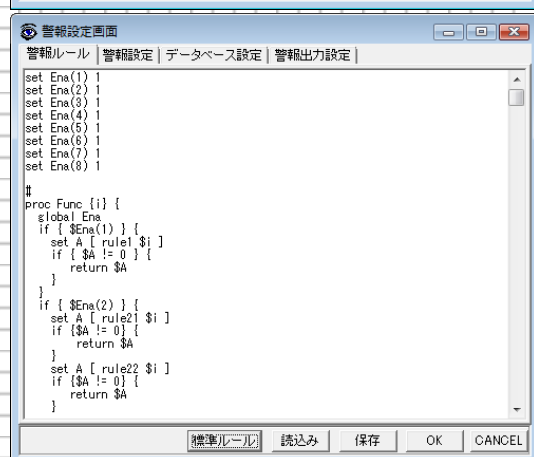 警報設定画面
警報ルール 警報設定 データベース設定 警報出力設定
set Ena(1) 1
set Ena(2) 1
set Ena(3) 1
set Ena(4) 1
set Ena(5) 1
set Ena(6) 1
set Ena(7) 1
set Ena(8) 1
#
proc Func {i} {
global Ena
if { $Ena(1) } {
set A [ rule1 $i ]
if { $A != 0 } {
return $A
}
}
if { $Ena(2) } {
set A [ rule21 $i ]
if {$A != 0} {
return $A
}
set A [ rule22 $i ]
if {$A != 0} {
return $A
}
標準ルール 読込み 保存 OK CANCEL